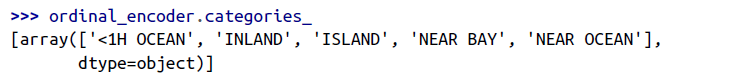 >>> ordinal_encoder.categories_
[array(['<1H OCEAN', 'INLAND', 'ISLAND', 'NEAR BAY', 'NEAR OCEAN'],
       dtype=object)]